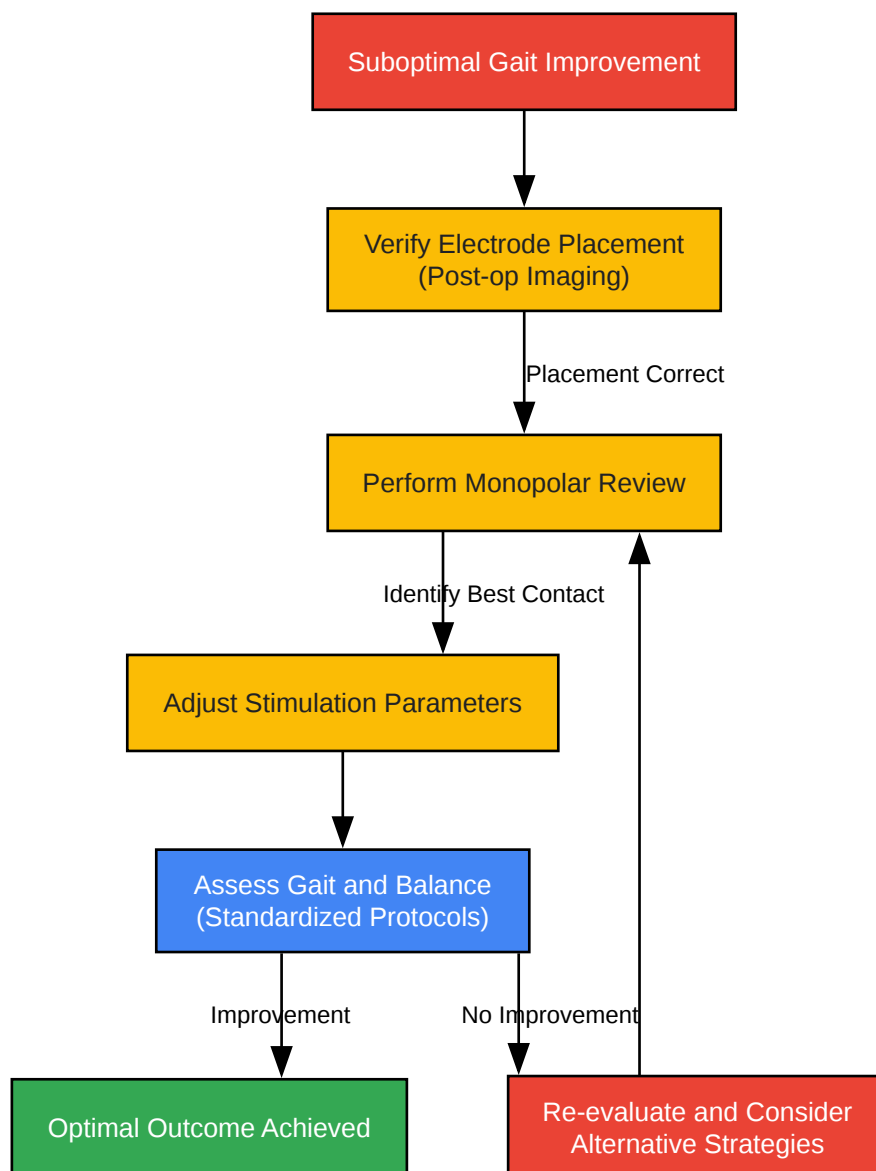 Suboptimal Gait Improvement
Verify Electrode Placement
(Post-op Imaging)
Placement Correct
Perform Monopolar Review
Identify Best Contact
Adjust Stimulation Parameters
Assess Gait and Balance
(Standardized Protocols)
Improvement
No Improvement
Optimal Outcome Achieved
Re-evaluate and Consider
Alternative Strategies